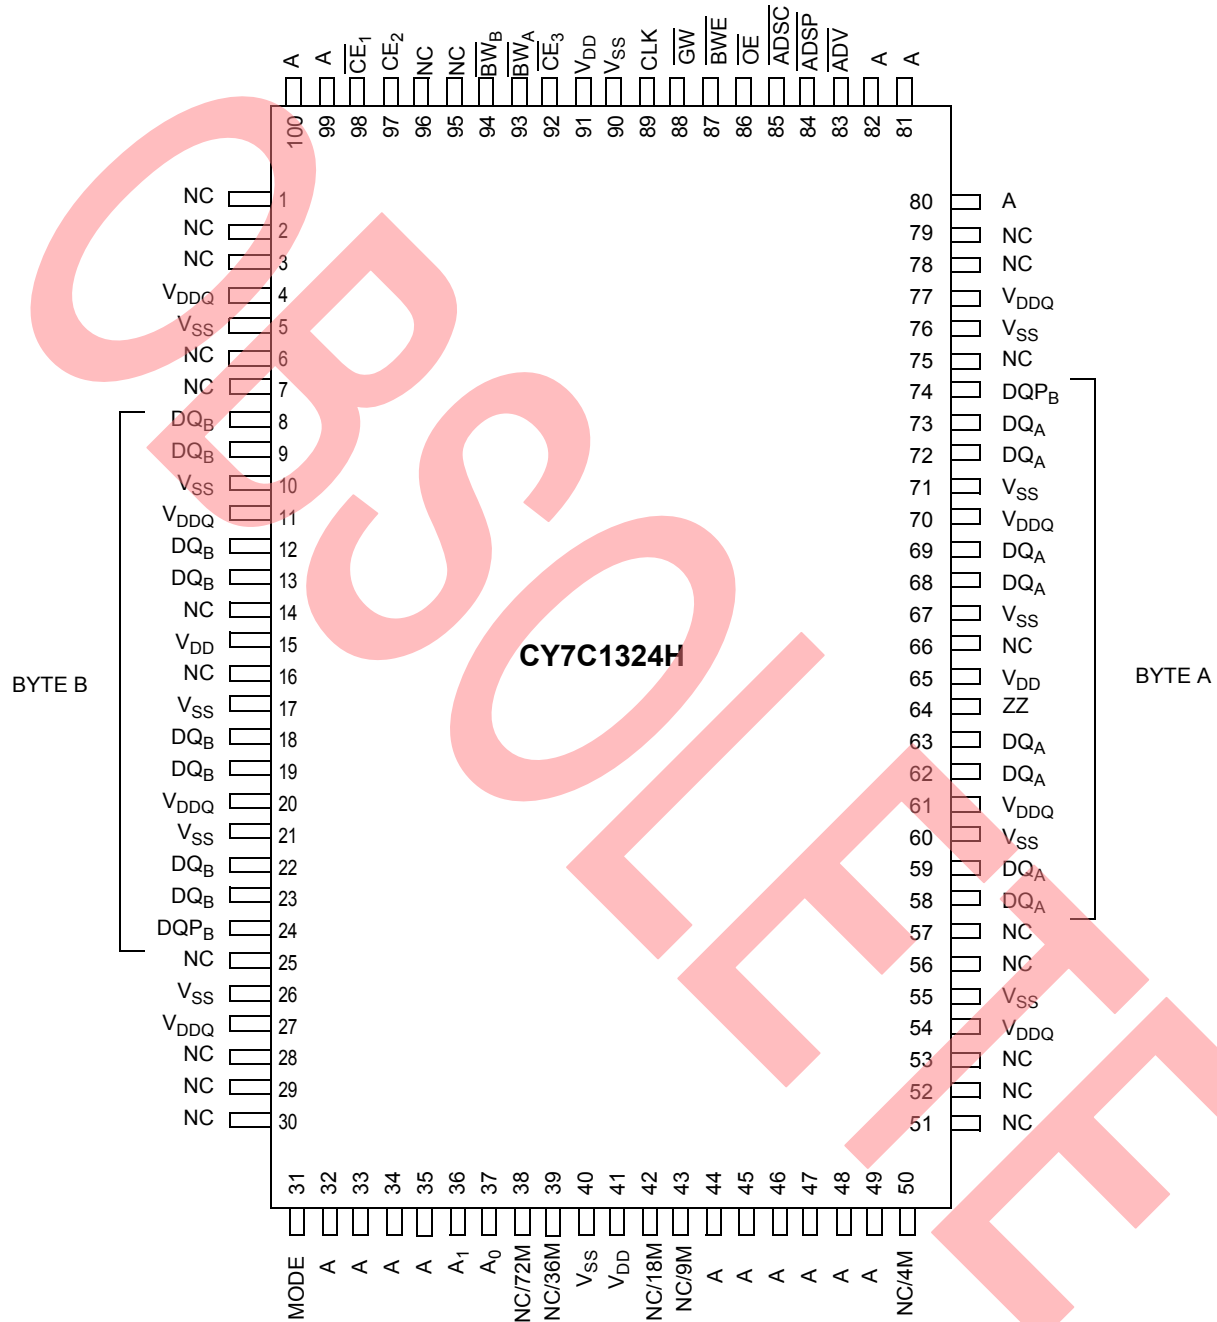 A A CE1 CE2 NC NC BWB BWA CE3 VDD VSS CLK GW BWE OE ADSC ADSP ADV A A
100 99 98 97 96 95 94 93 92 91 90 89 88 87 86 85 84 83 82 81
NC 1
NC 2
NC 3
VDDQ 4
VSS 5
NC 6
NC 7
DQB 8
DQB 9
VSS 10
VDDQ 11
DQB 12
DQB 13
NC 14
VDD 15
NC 16
VSS 17
DQB 18
DQB 19
VDDQ 20
VSS 21
DQB 22
DQB 23
DQPB 24
NC 25
VSS 26
VDDQ 27
NC 28
NC 29
NC 30
BYTE B
CY7C1324H
OBSOLETE
80 A
79 NC
78 NC
77 VDDQ
76 VSS
75 NC
74 DQPB
73 DQA
72 DQA
71 VSS
70 VDDQ
69 DQA
68 DQA
67 VSS
66 NC
65 VDD
64 ZZ
63 DQA
62 DQA
61 VDDQ
60 VSS
59 DQA
58 DQA
57 NC
56 NC
55 VSS
54 VDDQ
53 NC
52 NC
51 NC
BYTE A
31 32 33 34 35 36 37 38 39 40 41 42 43 44 45 46 47 48 49 50
MODE A A A A A1 A0 NC/72M NC/36M VSS VDD NC/18M NC/9M A A A A A A NC/4M